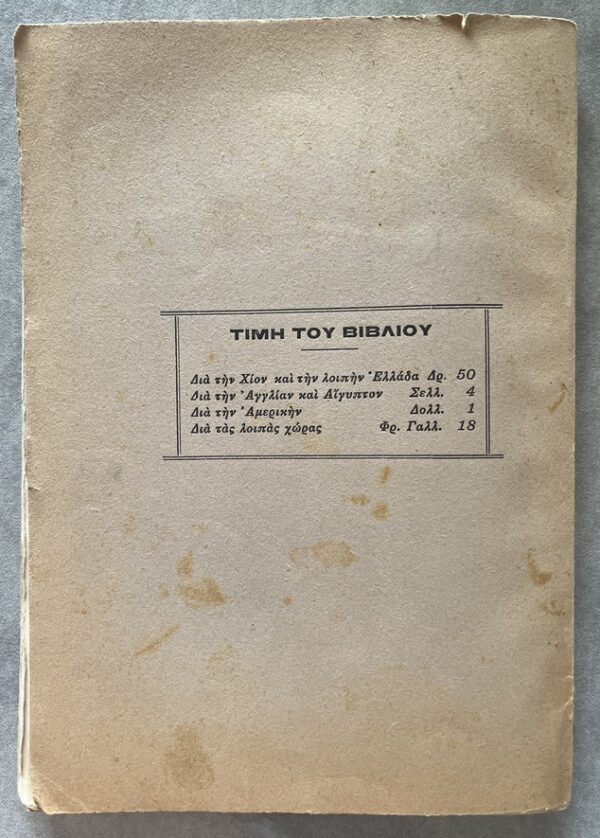 ΤΙΜΗ ΤΟΥ ΒΙΒΛΙΟΥ
Διὰ τὴν Χίον καὶ τὴν λοιπὴν Ἑλλάδα Δρ. 50
Διὰ τὴν Ἀγγλίαν καὶ Αἴγυπτον Σελλ. 4
Διὰ τὴν Ἀμερικὴν Δολλ. 1
Διὰ τὰς λοιπὰς χώρας Φρ. Γαλλ. 18